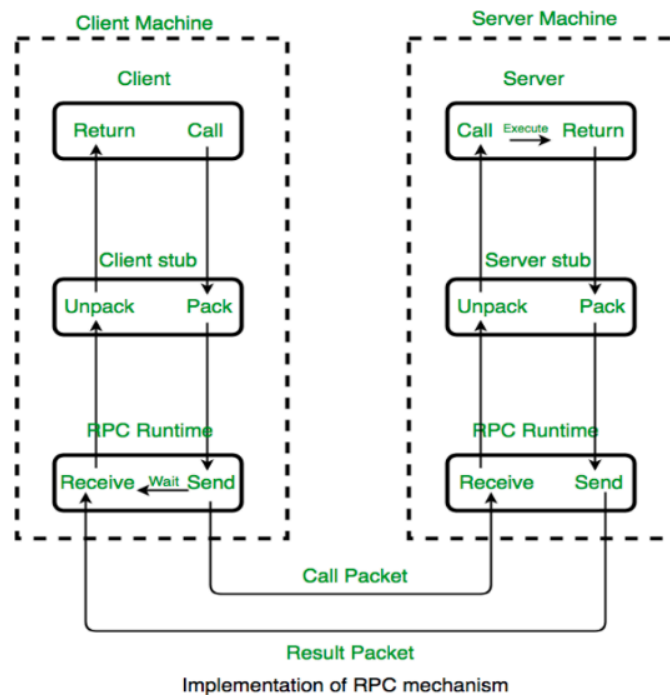 Client Machine
Server Machine
Client
Server
Return Call
Call Execute Return
Client stub
Server stub
Unpack Pack
Unpack Pack
RPC Runtime
RPC Runtime
Receive Wait Send
Receive Send
Call Packet
Result Packet
Implementation of RPC mechanism